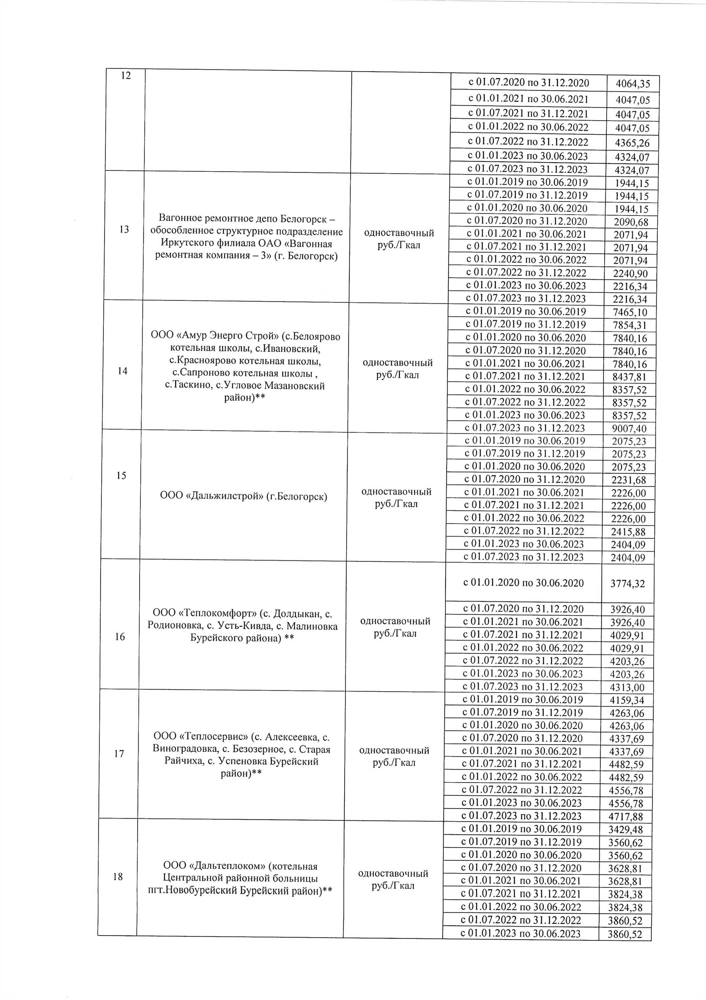 12
с 01.07.2020 по 31.12.2020 4064,35
с 01.01.2021 по 30.06.2021 4047,05
с 01.07.2021 по 31.12.2021 4047,05
с 01.01.2022 по 30.06.2022 4047,05
с 01.07.2022 по 31.12.2022 4365,26
с 01.01.2023 по 30.06.2023 4324,07
с 01.07.2023 по 31.12.2023 4324,07
13
Вагонное ремонтное депо Белогорск –
обособленное структурное подразделение
Иркутского филиала ОАО «Вагонная
ремонтная компания – 3» (г. Белогорск)
одноставочный
руб./Гкал
с 01.01.2019 по 30.06.2019 1944,15
с 01.07.2019 по 31.12.2019 1944,15
с 01.01.2020 по 30.06.2020 1944,15
с 01.07.2020 по 31.12.2020 2090,68
с 01.01.2021 по 30.06.2021 2071,94
с 01.07.2021 по 31.12.2021 2071,94
с 01.01.2022 по 30.06.2022 2071,94
с 01.07.2022 по 31.12.2022 2240,90
с 01.01.2023 по 30.06.2023 2216,34
с 01.07.2023 по 31.12.2023 2216,34
14
ООО «Амур Энерго Строй» (с.Белоярово
котельная школы, с.Ивановский,
с.Красноярово котельная школы,
с.Сапроново котельная школы ,
с.Таскино, с.Угловое Мазановский
район)**
одноставочный
руб./Гкал
с 01.01.2019 по 30.06.2019 7465,10
с 01.07.2019 по 31.12.2019 7854,31
с 01.01.2020 по 30.06.2020 7840,16
с 01.07.2020 по 31.12.2020 7840,16
с 01.01.2021 по 30.06.2021 7840,16
с 01.07.2021 по 31.12.2021 8437,81
с 01.01.2022 по 30.06.2022 8357,52
с 01.07.2022 по 31.12.2022 8357,52
с 01.01.2023 по 30.06.2023 8357,52
с 01.07.2023 по 31.12.2023 9007,40
15
ООО «Дальжилстрой» (г.Белогорск)
одноставочный
руб./Гкал
с 01.01.2019 по 30.06.2019 2075,23
с 01.07.2019 по 31.12.2019 2075,23
с 01.01.2020 по 30.06.2020 2075,23
с 01.07.2020 по 31.12.2020 2231,68
с 01.01.2021 по 30.06.2021 2226,00
с 01.07.2021 по 31.12.2021 2226,00
с 01.01.2022 по 30.06.2022 2226,00
с 01.07.2022 по 31.12.2022 2415,88
с 01.01.2023 по 30.06.2023 2404,09
с 01.07.2023 по 31.12.2023 2404,09
16
ООО «Теплокомфорт» (с. Долдыкан, с.
Родионовка, с. Усть-Кивда, с. Малиновка
Бурейского района) **
одноставочный
руб./Гкал
с 01.01.2020 по 30.06.2020 3774,32
с 01.07.2020 по 31.12.2020 3926,40
с 01.01.2021 по 30.06.2021 3926,40
с 01.07.2021 по 31.12.2021 4029,91
с 01.01.2022 по 30.06.2022 4029,91
с 01.07.2022 по 31.12.2022 4203,26
с 01.01.2023 по 30.06.2023 4203,26
с 01.07.2023 по 31.12.2023 4313,00
17
ООО «Теплосервис» (с. Алексеевка, с.
Виноградовка, с. Безозерное, с. Старая
Райчиха, с. Успеновка Бурейский
район)**
одноставочный
руб./Гкал
с 01.01.2019 по 30.06.2019 4159,34
с 01.07.2019 по 31.12.2019 4263,06
с 01.01.2020 по 30.06.2020 4263,06
с 01.07.2020 по 31.12.2020 4337,69
с 01.01.2021 по 30.06.2021 4337,69
с 01.07.2021 по 31.12.2021 4482,59
с 01.01.2022 по 30.06.2022 4482,59
с 01.07.2022 по 31.12.2022 4556,78
с 01.01.2023 по 30.06.2023 4556,78
с 01.07.2023 по 31.12.2023 4717,88
18
ООО «Дальтеплоком» (котельная
Центральной районной больницы
пгт.Новобурейский Бурейский район)**
одноставочный
руб./Гкал
с 01.01.2019 по 30.06.2019 3429,48
с 01.07.2019 по 31.12.2019 3560,62
с 01.01.2020 по 30.06.2020 3560,62
с 01.07.2020 по 31.12.2020 3628,81
с 01.01.2021 по 30.06.2021 3628,81
с 01.07.2021 по 31.12.2021 3824,38
с 01.01.2022 по 30.06.2022 3824,38
с 01.07.2022 по 31.12.2022 3860,52
с 01.01.2023 по 30.06.2023 3860,52